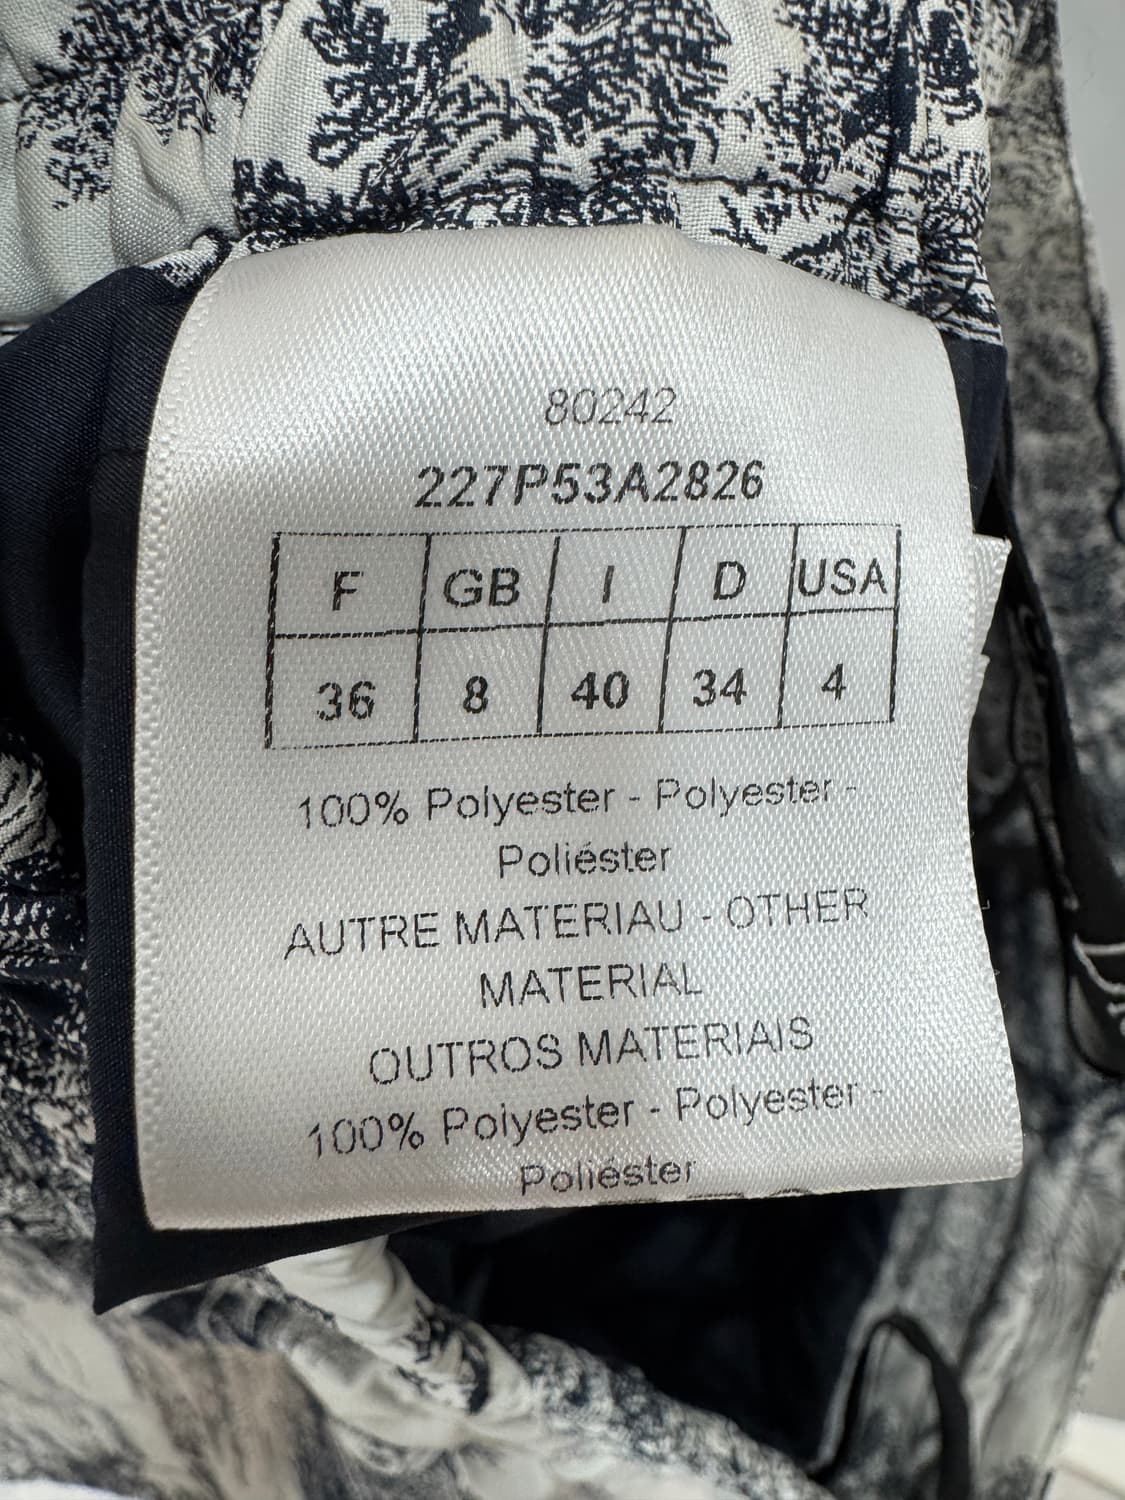 80242
227P53A2826
F GB I D USA
36 8 40 34 4
100% Polyester - Polyester -
Poliéster
AUTRE MATERIAU - OTHER
MATERIAL
OUTROS MATERIAIS
100% Polyester - Polyester -
Poliéster